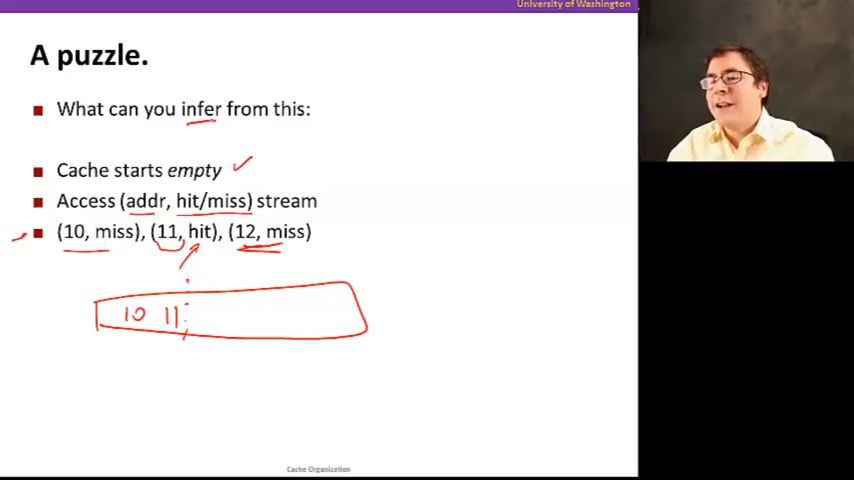 University of Washington
A puzzle.
What can you infer from this:
Cache starts empty
Access (addr, hit/miss) stream
(10, miss), (11, hit), (12, miss)
10 11
Cache Organization